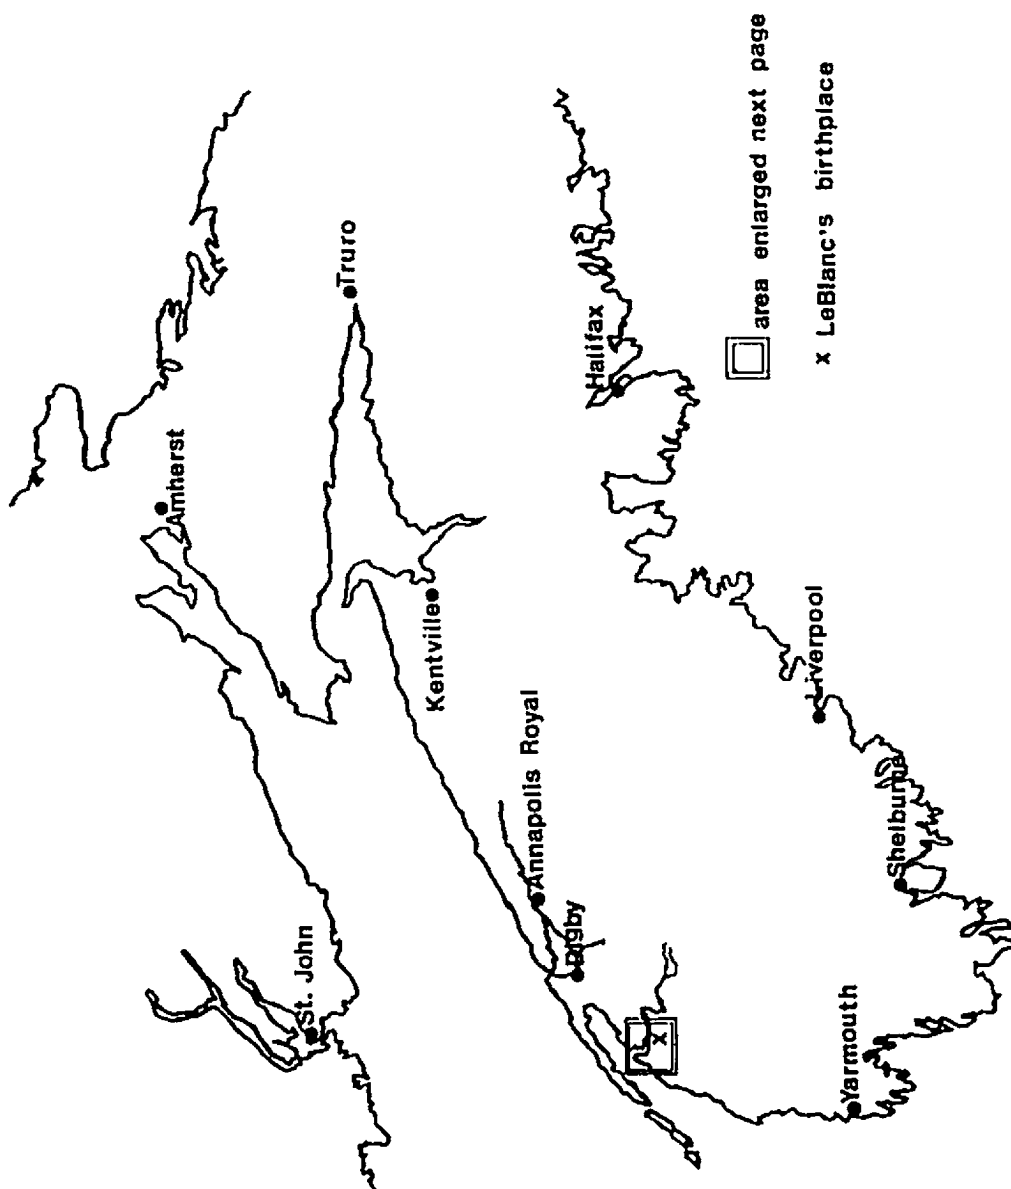 Amherst
Truro
St. John
Kentville
Annapolis Royal
Digby
Halifax
Liverpool
Shelburne
Yarmouth
area enlarged next page
x LeBlanc's birthplace
x